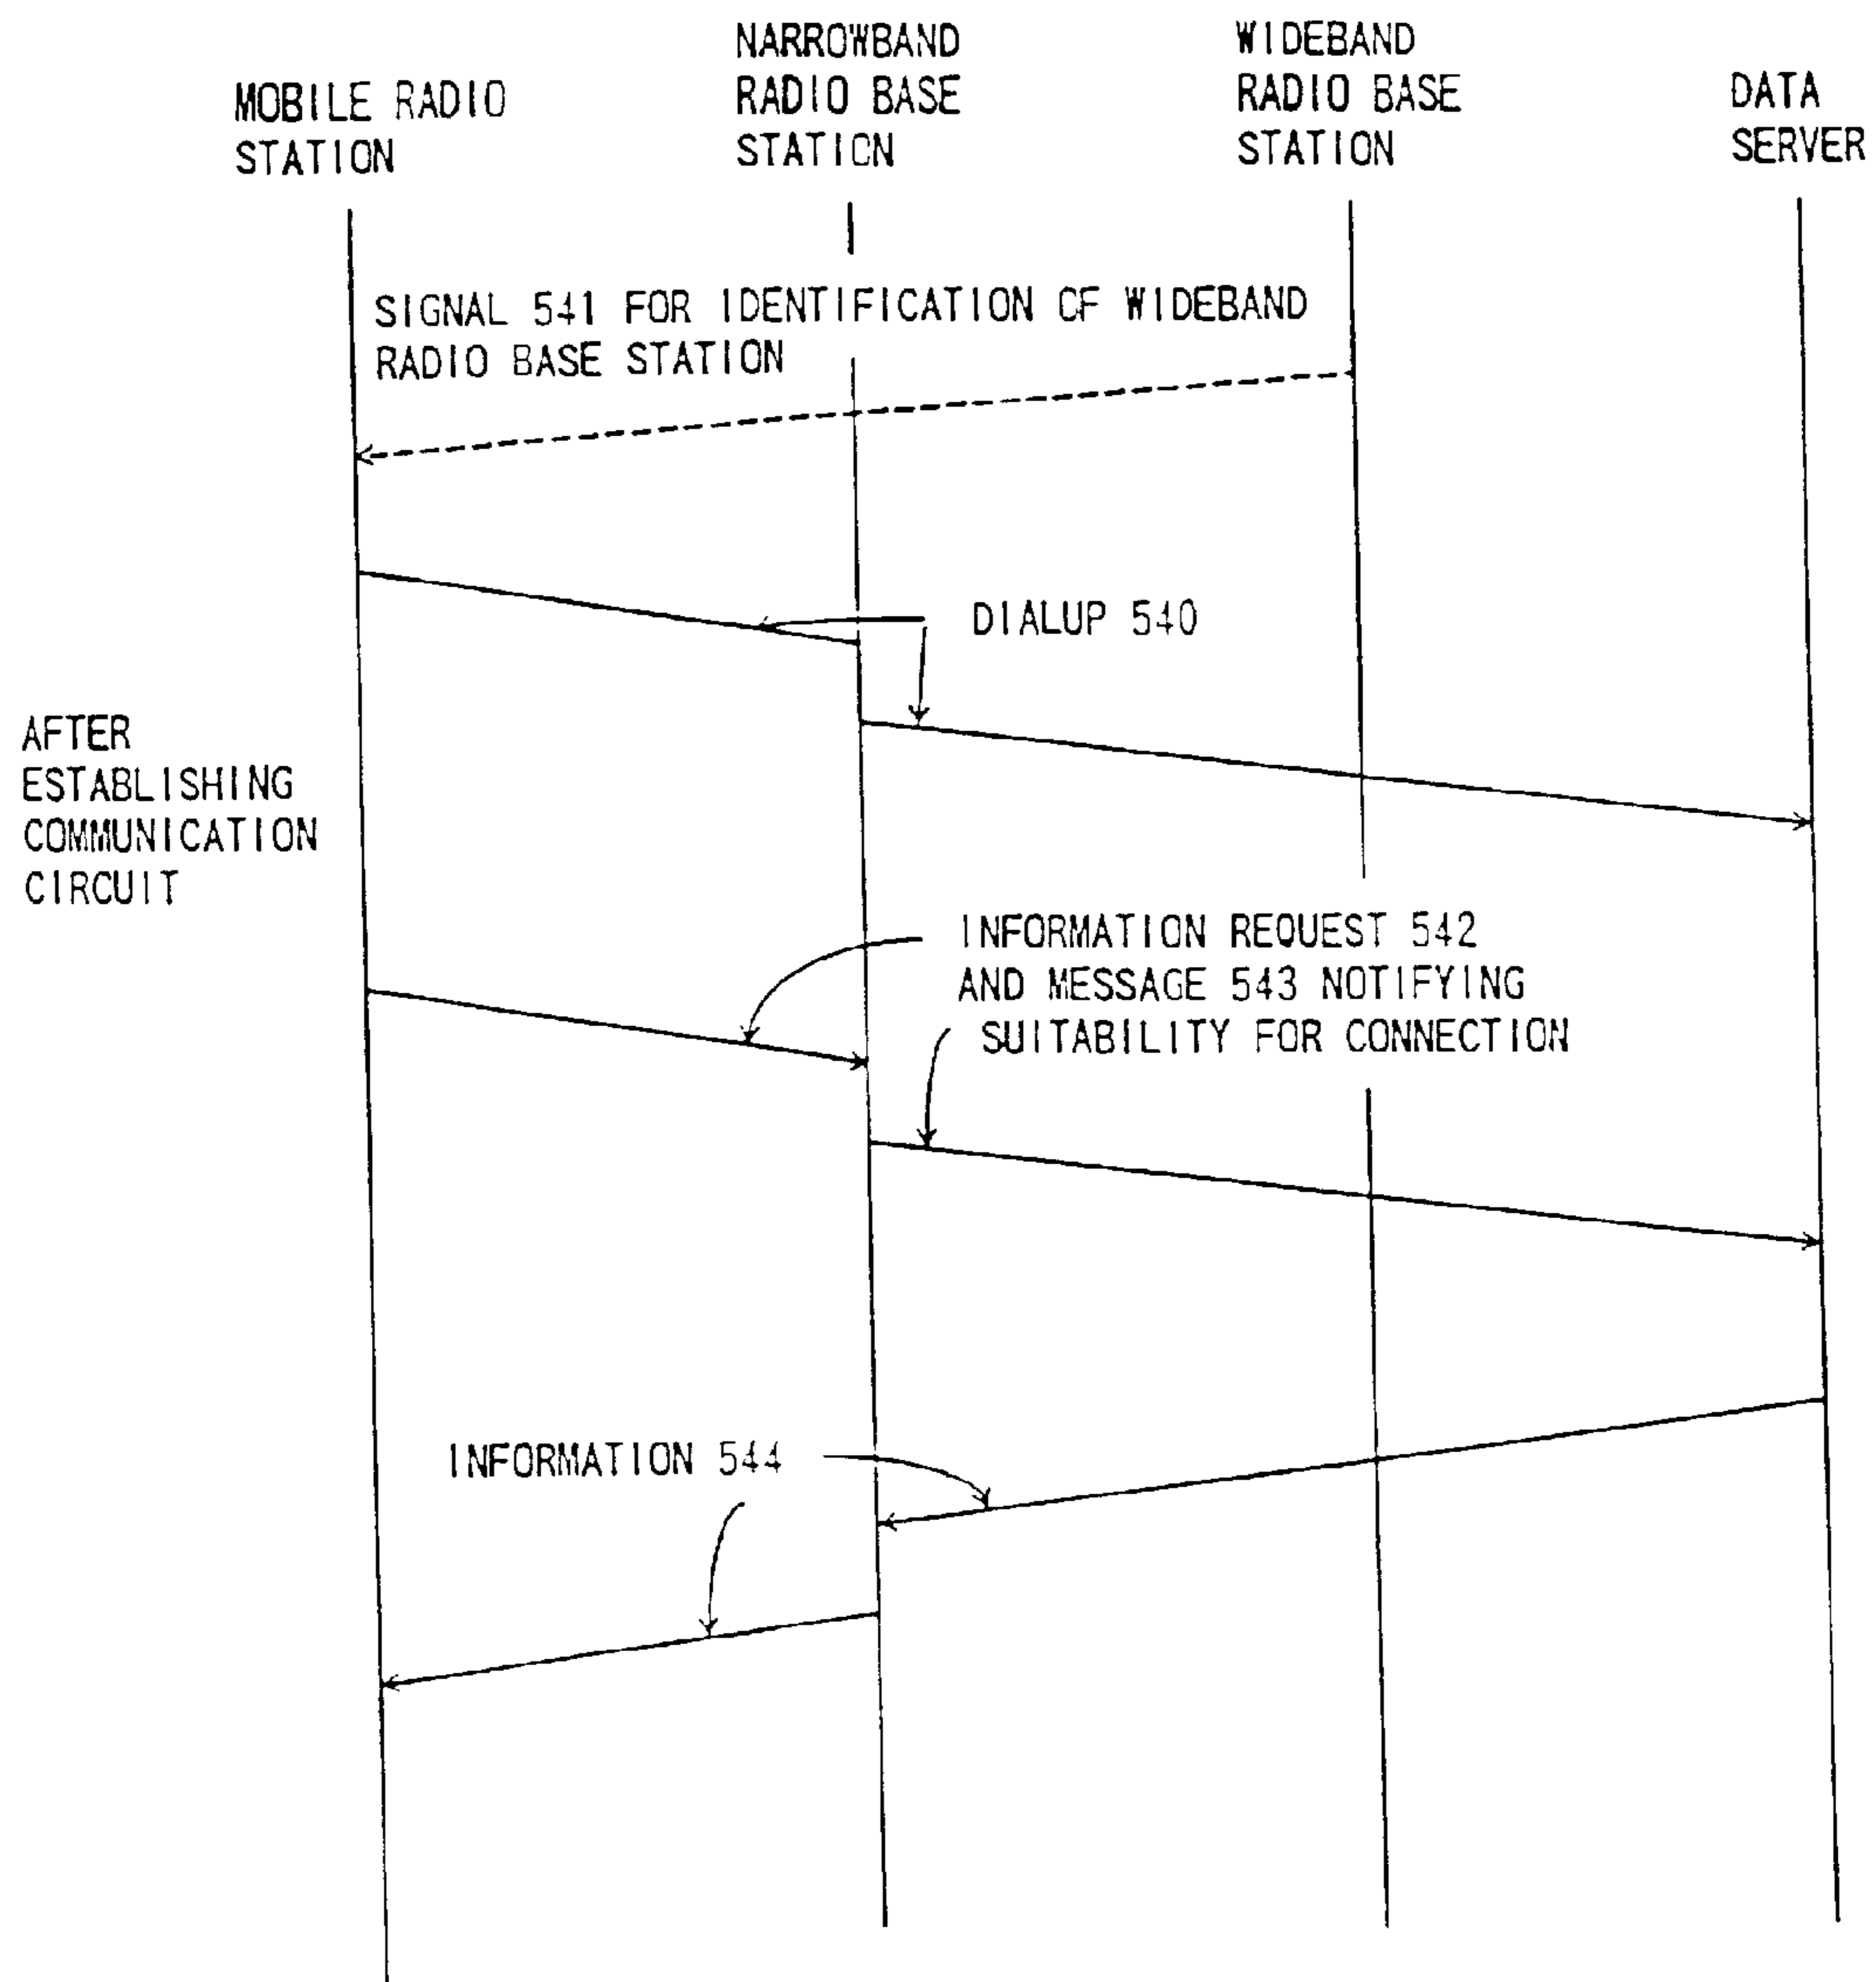 MOBILE RADIO
STATION
NARROWBAND
RADIO BASE
STATION
WIDEBAND
RADIO BASE
STATION
DATA
SERVER
SIGNAL 541 FOR IDENTIFICATION OF WIDEBAND
RADIO BASE STATION
DIALUP 540
AFTER
ESTABLISHING
COMMUNICATION
CIRCUIT
INFORMATION REQUEST 542
AND MESSAGE 543 NOTIFYING
SUITABILITY FOR CONNECTION
INFORMATION 544